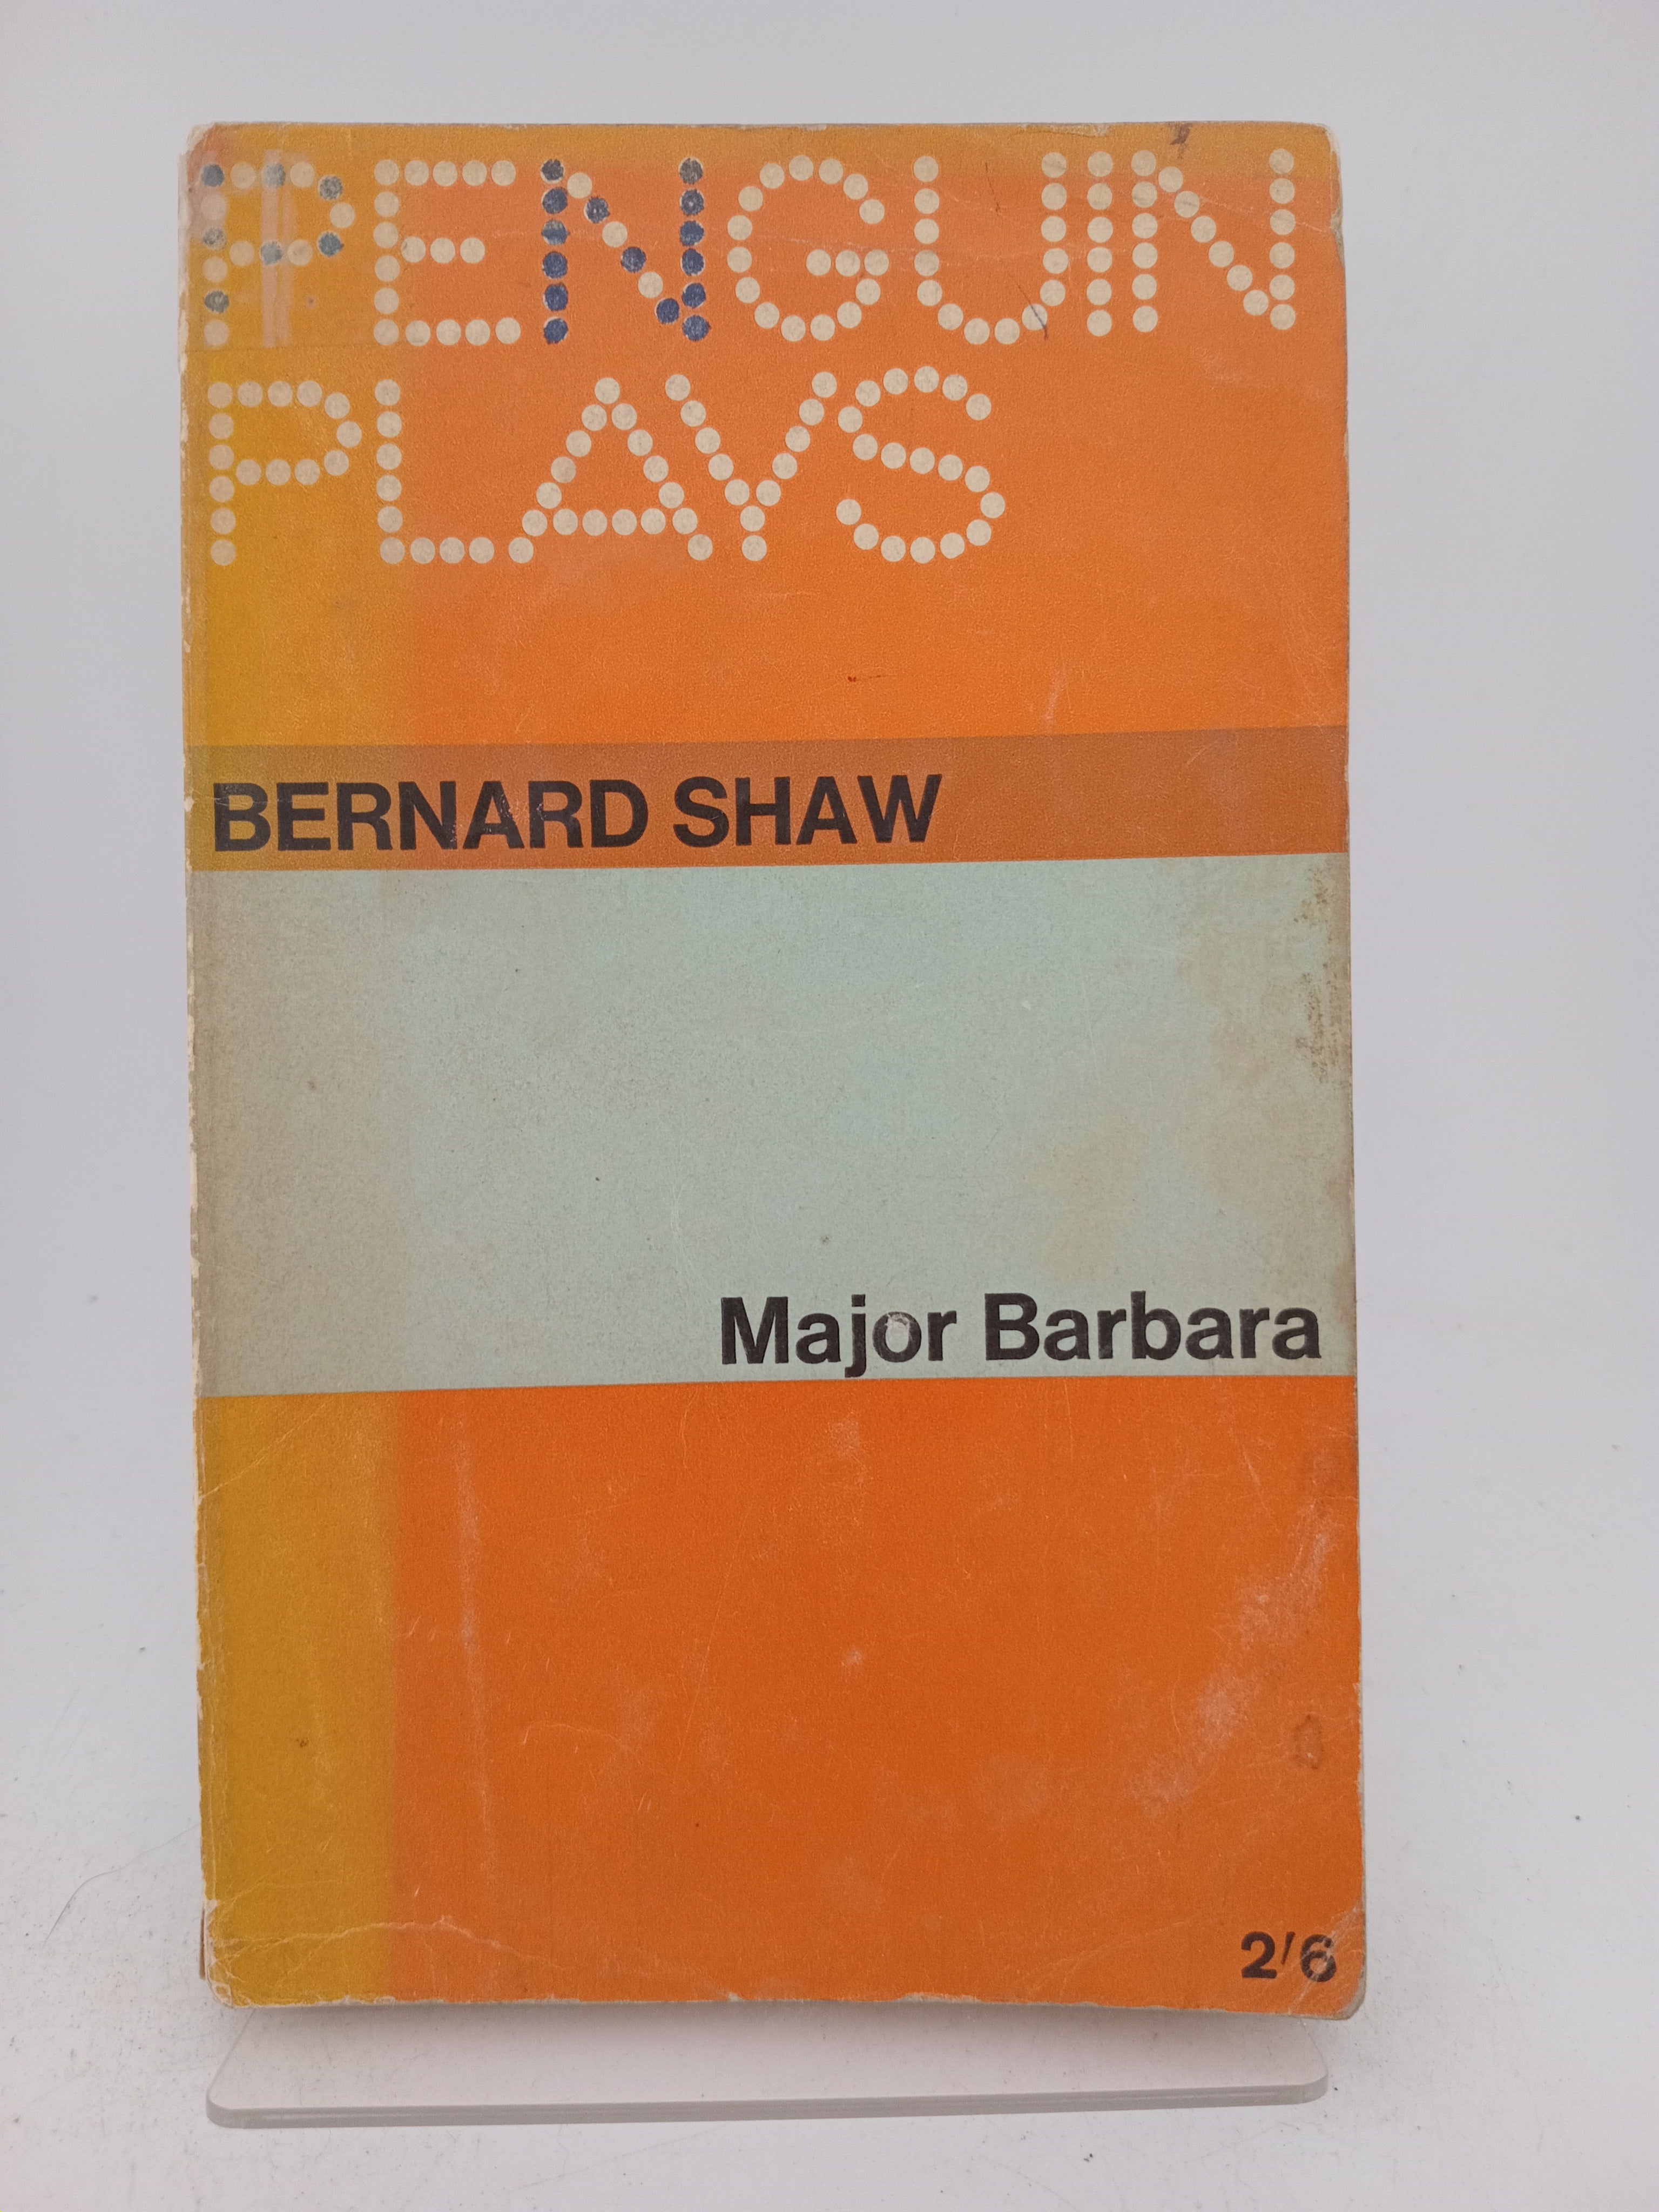 PENGUIN
PLAYS
BERNARD SHAW
Major Barbara
2/6